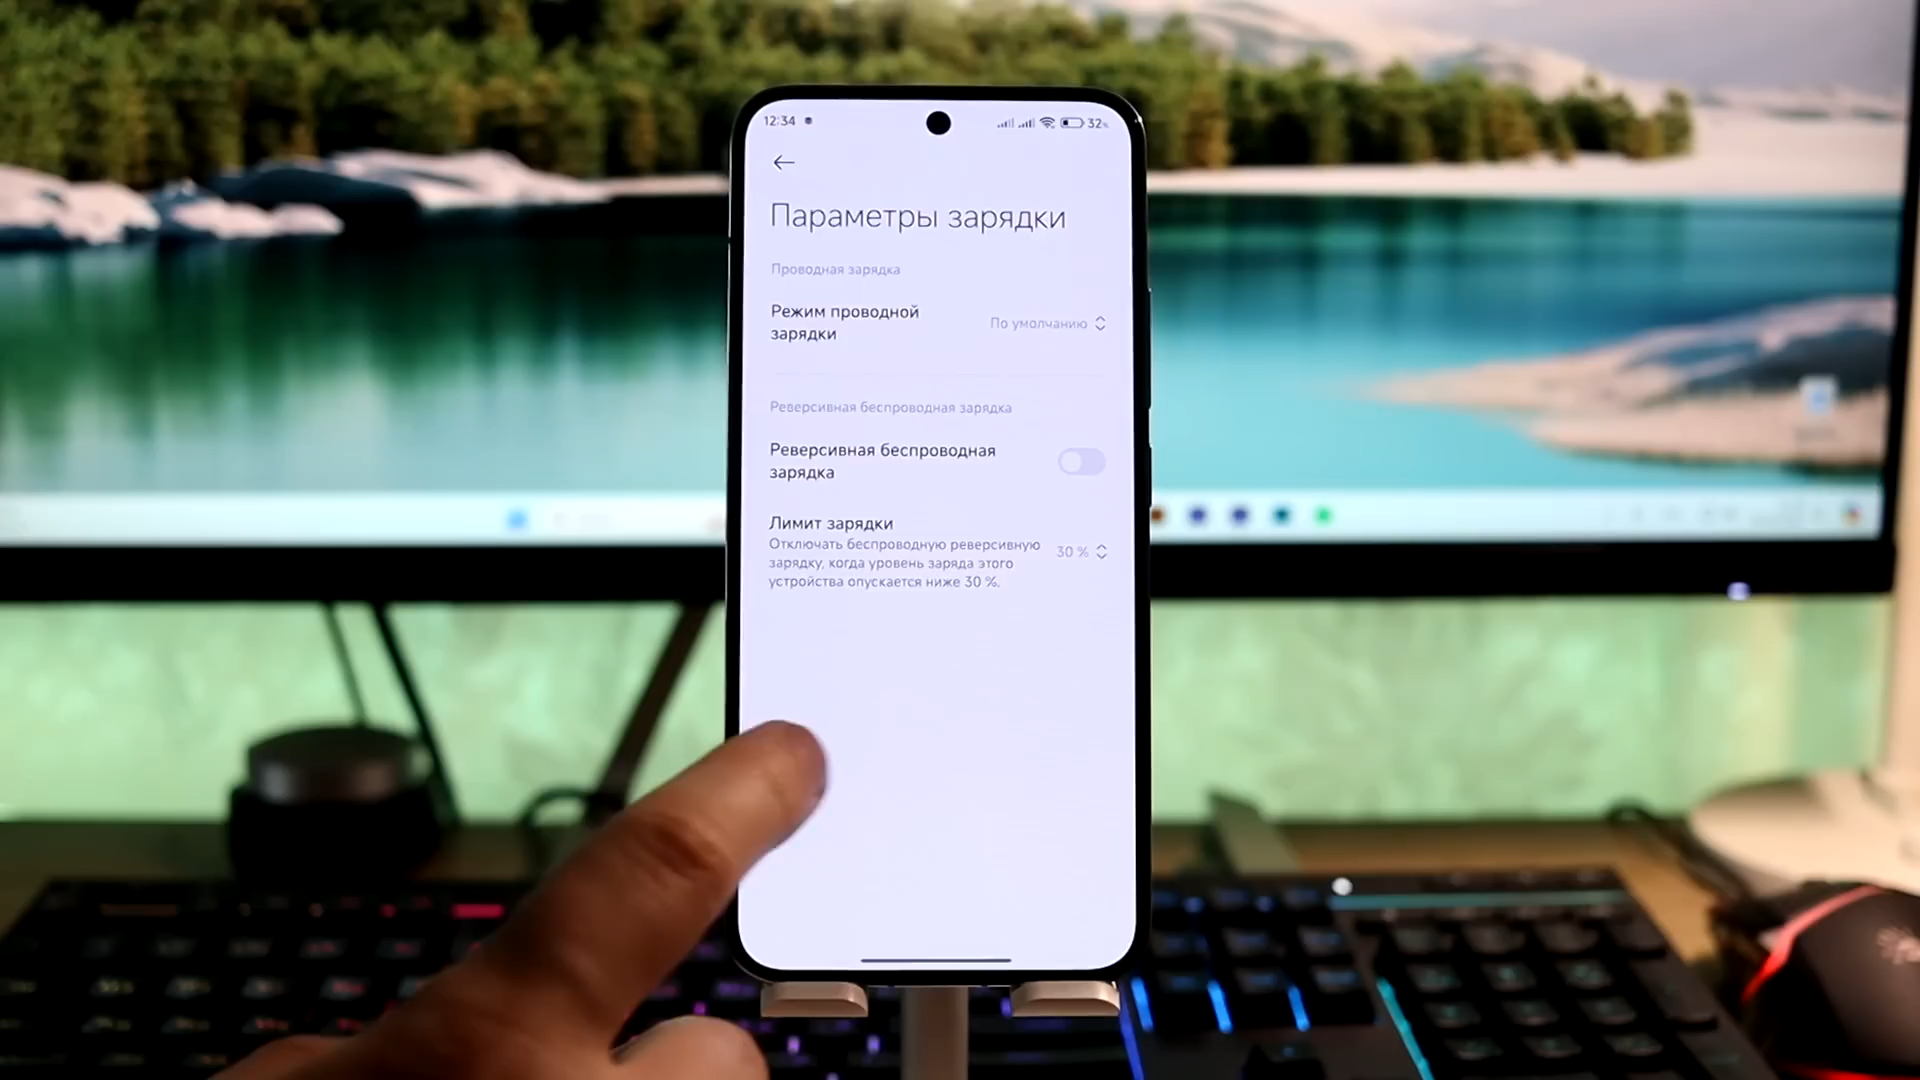 12:34
32%
Параметры зарядки
Проводная зарядка
Режим проводной
зарядки
По умолчанию
Реверсивная беспроводная зарядка
Реверсивная беспроводная
зарядка
Лимит зарядки
Отключать беспроводную реверсивную
зарядку, когда уровень заряда этого
устройства опускается ниже 30 %.
30 %